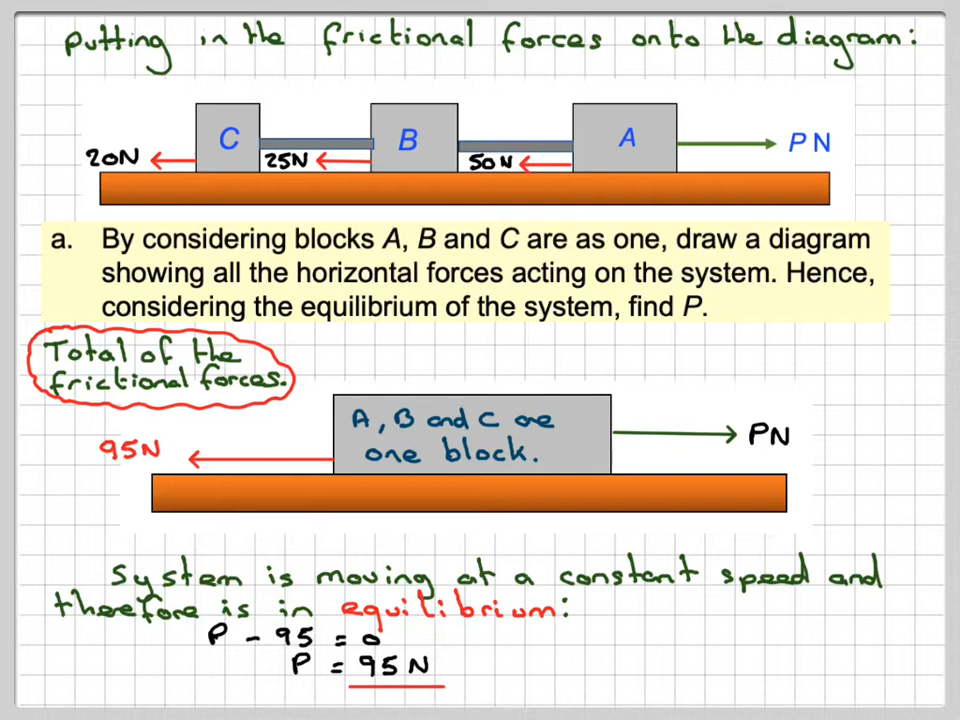 putting in the frictional forces onto the diagram:
C B A P N
20N 25N 50N
a. By considering blocks A, B and C are as one, draw a diagram
showing all the horizontal forces acting on the system. Hence,
considering the equilibrium of the system, find P.
Total of the
frictional forces.
A, B and C are
one block.
95N
PN
System is moving at a constant speed and
therefore is in equilibrium:
P - 95 = 0
P = 95 N